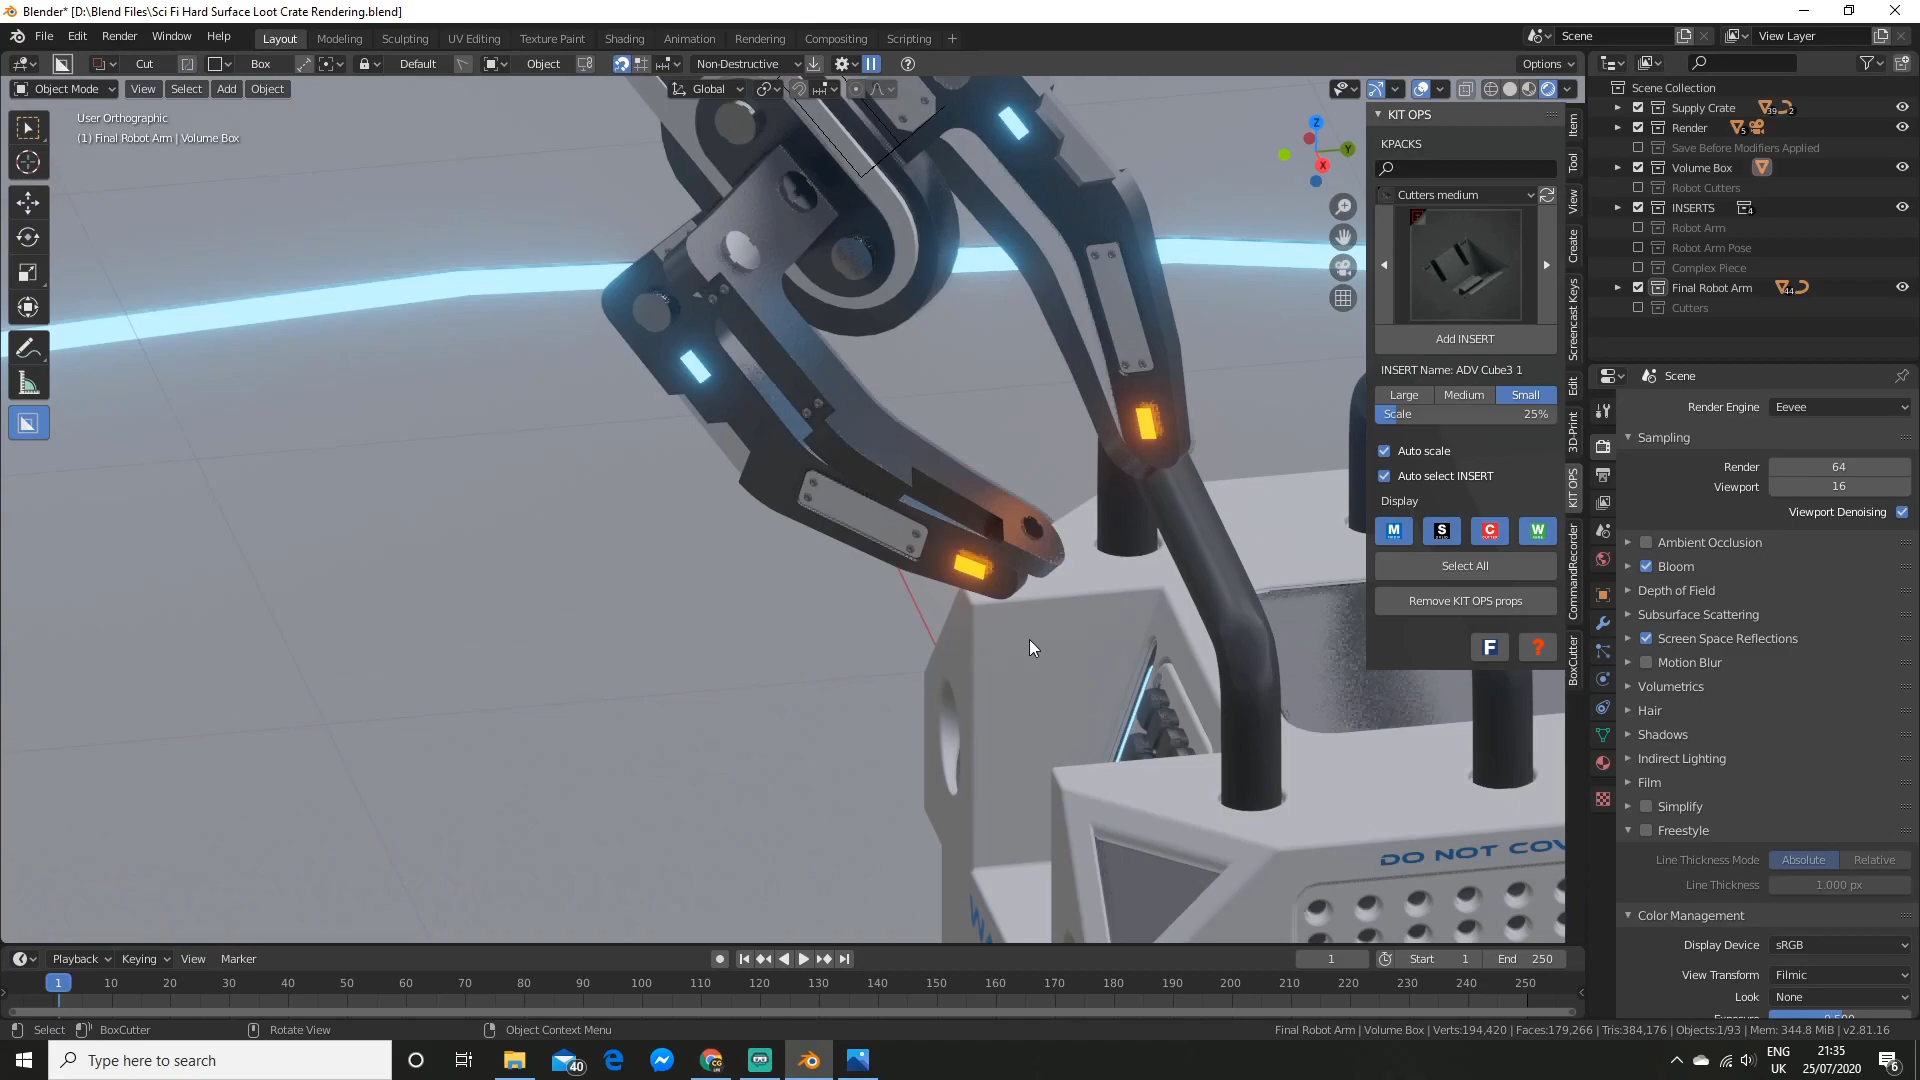 Blender* [D:\Blend Files\Sci Fi Hard Surface Loot Crate Rendering.blend]
File Edit Render Window Help Layout Modeling Sculpting UV Editing Texture Paint Shading Animation Rendering Compositing Scripting + Scene View Layer
Cut Box Default Object Non-Destructive Options
Object Mode View Select Add Object Global
User Orthographic
(1) Final Robot Arm | Volume Box
Z
Y
X
KIT OPS
KPACKS
Cutters medium
Add INSERT
INSERT Name: ADV Cube3 1
Large Medium Small
Scale 25%
Auto scale
Auto select INSERT
Display
M S C W
Select All
Remove KIT OPS props
F ?
Item
Tool
View
Create
Screencast Keys
Edit
3D-Print
KIT OPS
CommandRecorder
BoxCutter
Scene Collection
Supply Crate 39 2
Render 5
Save Before Modifiers Applied
Volume Box
Robot Cutters
INSERTS 4
Robot Arm
Robot Arm Pose
Complex Piece
Final Robot Arm 44
Cutters
Scene
Render Engine Eevee
Sampling
Render 64
Viewport 16
Viewport Denoising
Ambient Occlusion
Bloom
Depth of Field
Subsurface Scattering
Screen Space Reflections
Motion Blur
Volumetrics
Hair
Shadows
Indirect Lighting
Film
Simplify
Freestyle
Line Thickness Mode Absolute Relative
Line Thickness 1.000 px
Color Management
Display Device sRGB
View Transform Filmic
Look None
DO NOT COV
Playback Keying View Marker 1 Start 1 End 250
1 10 20 30 40 50 60 70 80 90 100 110 120 130 140 150 160 170 180 190 200 210 220 230 240 250
Select BoxCutter Rotate View Object Context Menu Final Robot Arm | Volume Box | Verts:194,420 | Faces:179,266 | Tris:384,176 | Objects:1/93 | Mem: 344.8 MiB | v2.81.16
Type here to search 40 ENG UK 21:35 25/07/2020 6